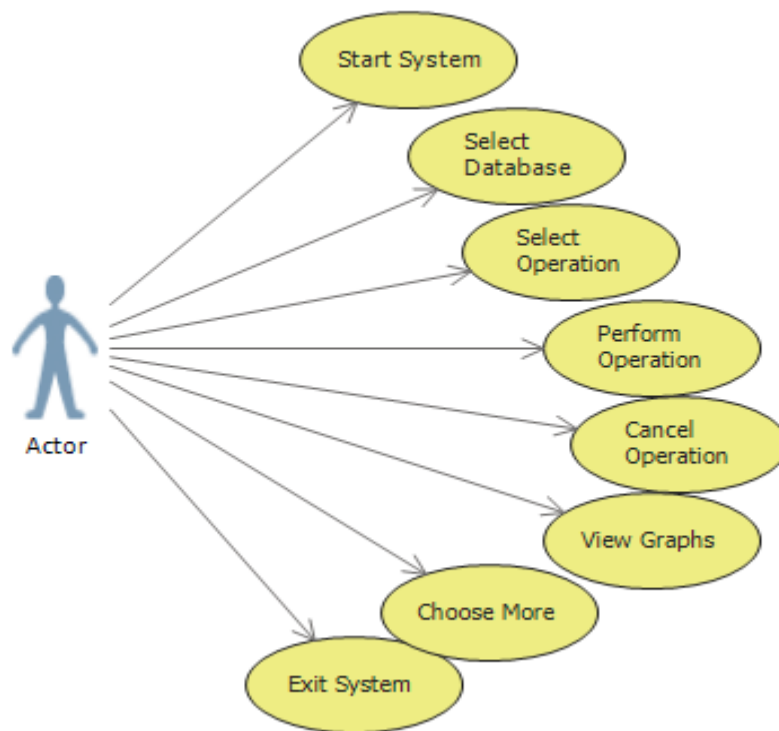 Start System
Select
Database
Select
Operation
Perform
Operation
Actor
Cancel
Operation
View Graphs
Choose More
Exit System